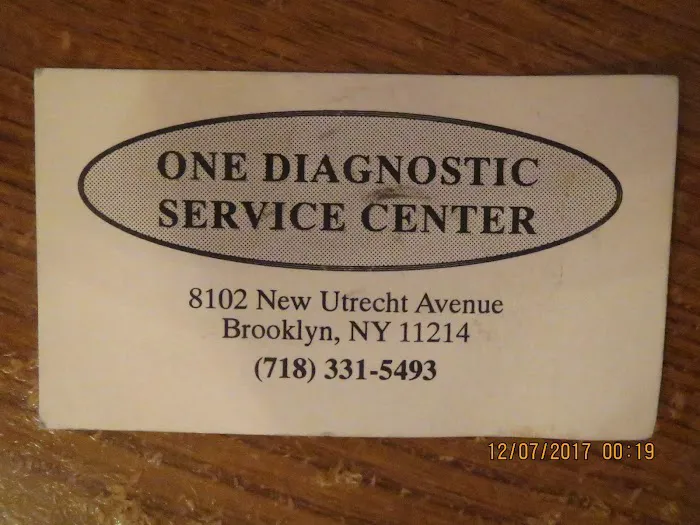 ONE DIAGNOSTIC
SERVICE CENTER
8102 New Utrecht Avenue
Brooklyn, NY 11214
(718) 331-5493
12/07/2017 00:19